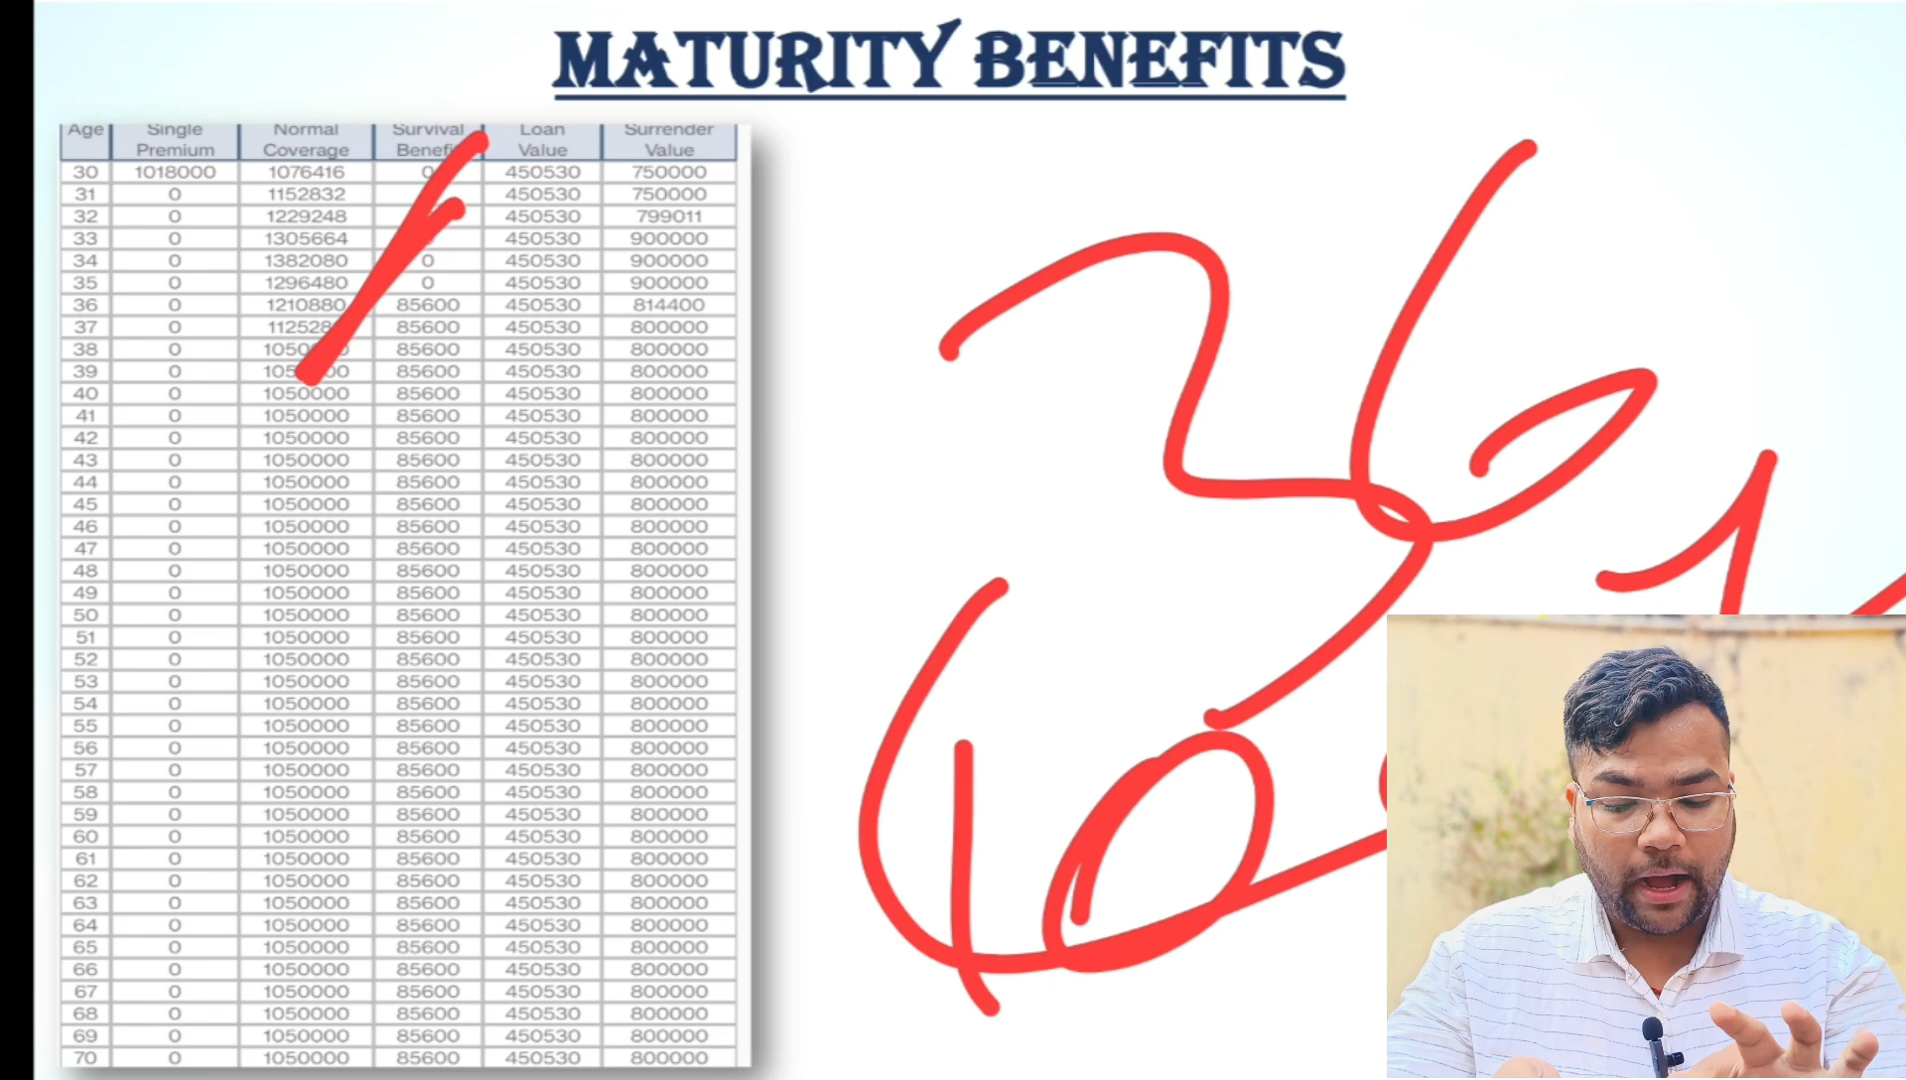 MATURITY BENEFITS
Age Single Premium Normal Coverage Survival Benefit Loan Value Surrender Value
30 1018000 1076416 0 450530 750000
31 0 1152832 450530 750000
32 0 1229248 450530 799011
33 0 1305664 450530 900000
34 0 1382080 0 450530 900000
35 0 1296480 0 450530 900000
36 0 1210880 85600 450530 814400
37 0 85600 450530 800000
38 0 85600 450530 800000
39 0 85600 450530 800000
40 0 1050000 85600 450530 800000
41 0 1050000 85600 450530 800000
42 0 1050000 85600 450530 800000
43 0 1050000 85600 450530 800000
44 0 1050000 85600 450530 800000
45 0 1050000 85600 450530 800000
46 0 1050000 85600 450530 800000
47 0 1050000 85600 450530 800000
48 0 1050000 85600 450530 800000
49 0 1050000 85600 450530 800000
50 0 1050000 85600 450530 800000
51 0 1050000 85600 450530 800000
52 0 1050000 85600 450530 800000
53 0 1050000 85600 450530 800000
54 0 1050000 85600 450530 800000
55 0 1050000 85600 450530 800000
56 0 1050000 85600 450530 800000
57 0 1050000 85600 450530 800000
58 0 1050000 85600 450530 800000
59 0 1050000 85600 450530 800000
60 0 1050000 85600 450530 800000
61 0 1050000 85600 450530 800000
62 0 1050000 85600 450530 800000
63 0 1050000 85600 450530 800000
64 0 1050000 85600 450530 800000
65 0 1050000 85600 450530 800000
66 0 1050000 85600 450530 800000
67 0 1050000 85600 450530 800000
68 0 1050000 85600 450530 800000
69 0 1050000 85600 450530 800000
70 0 1050000 85600 450530 800000
36